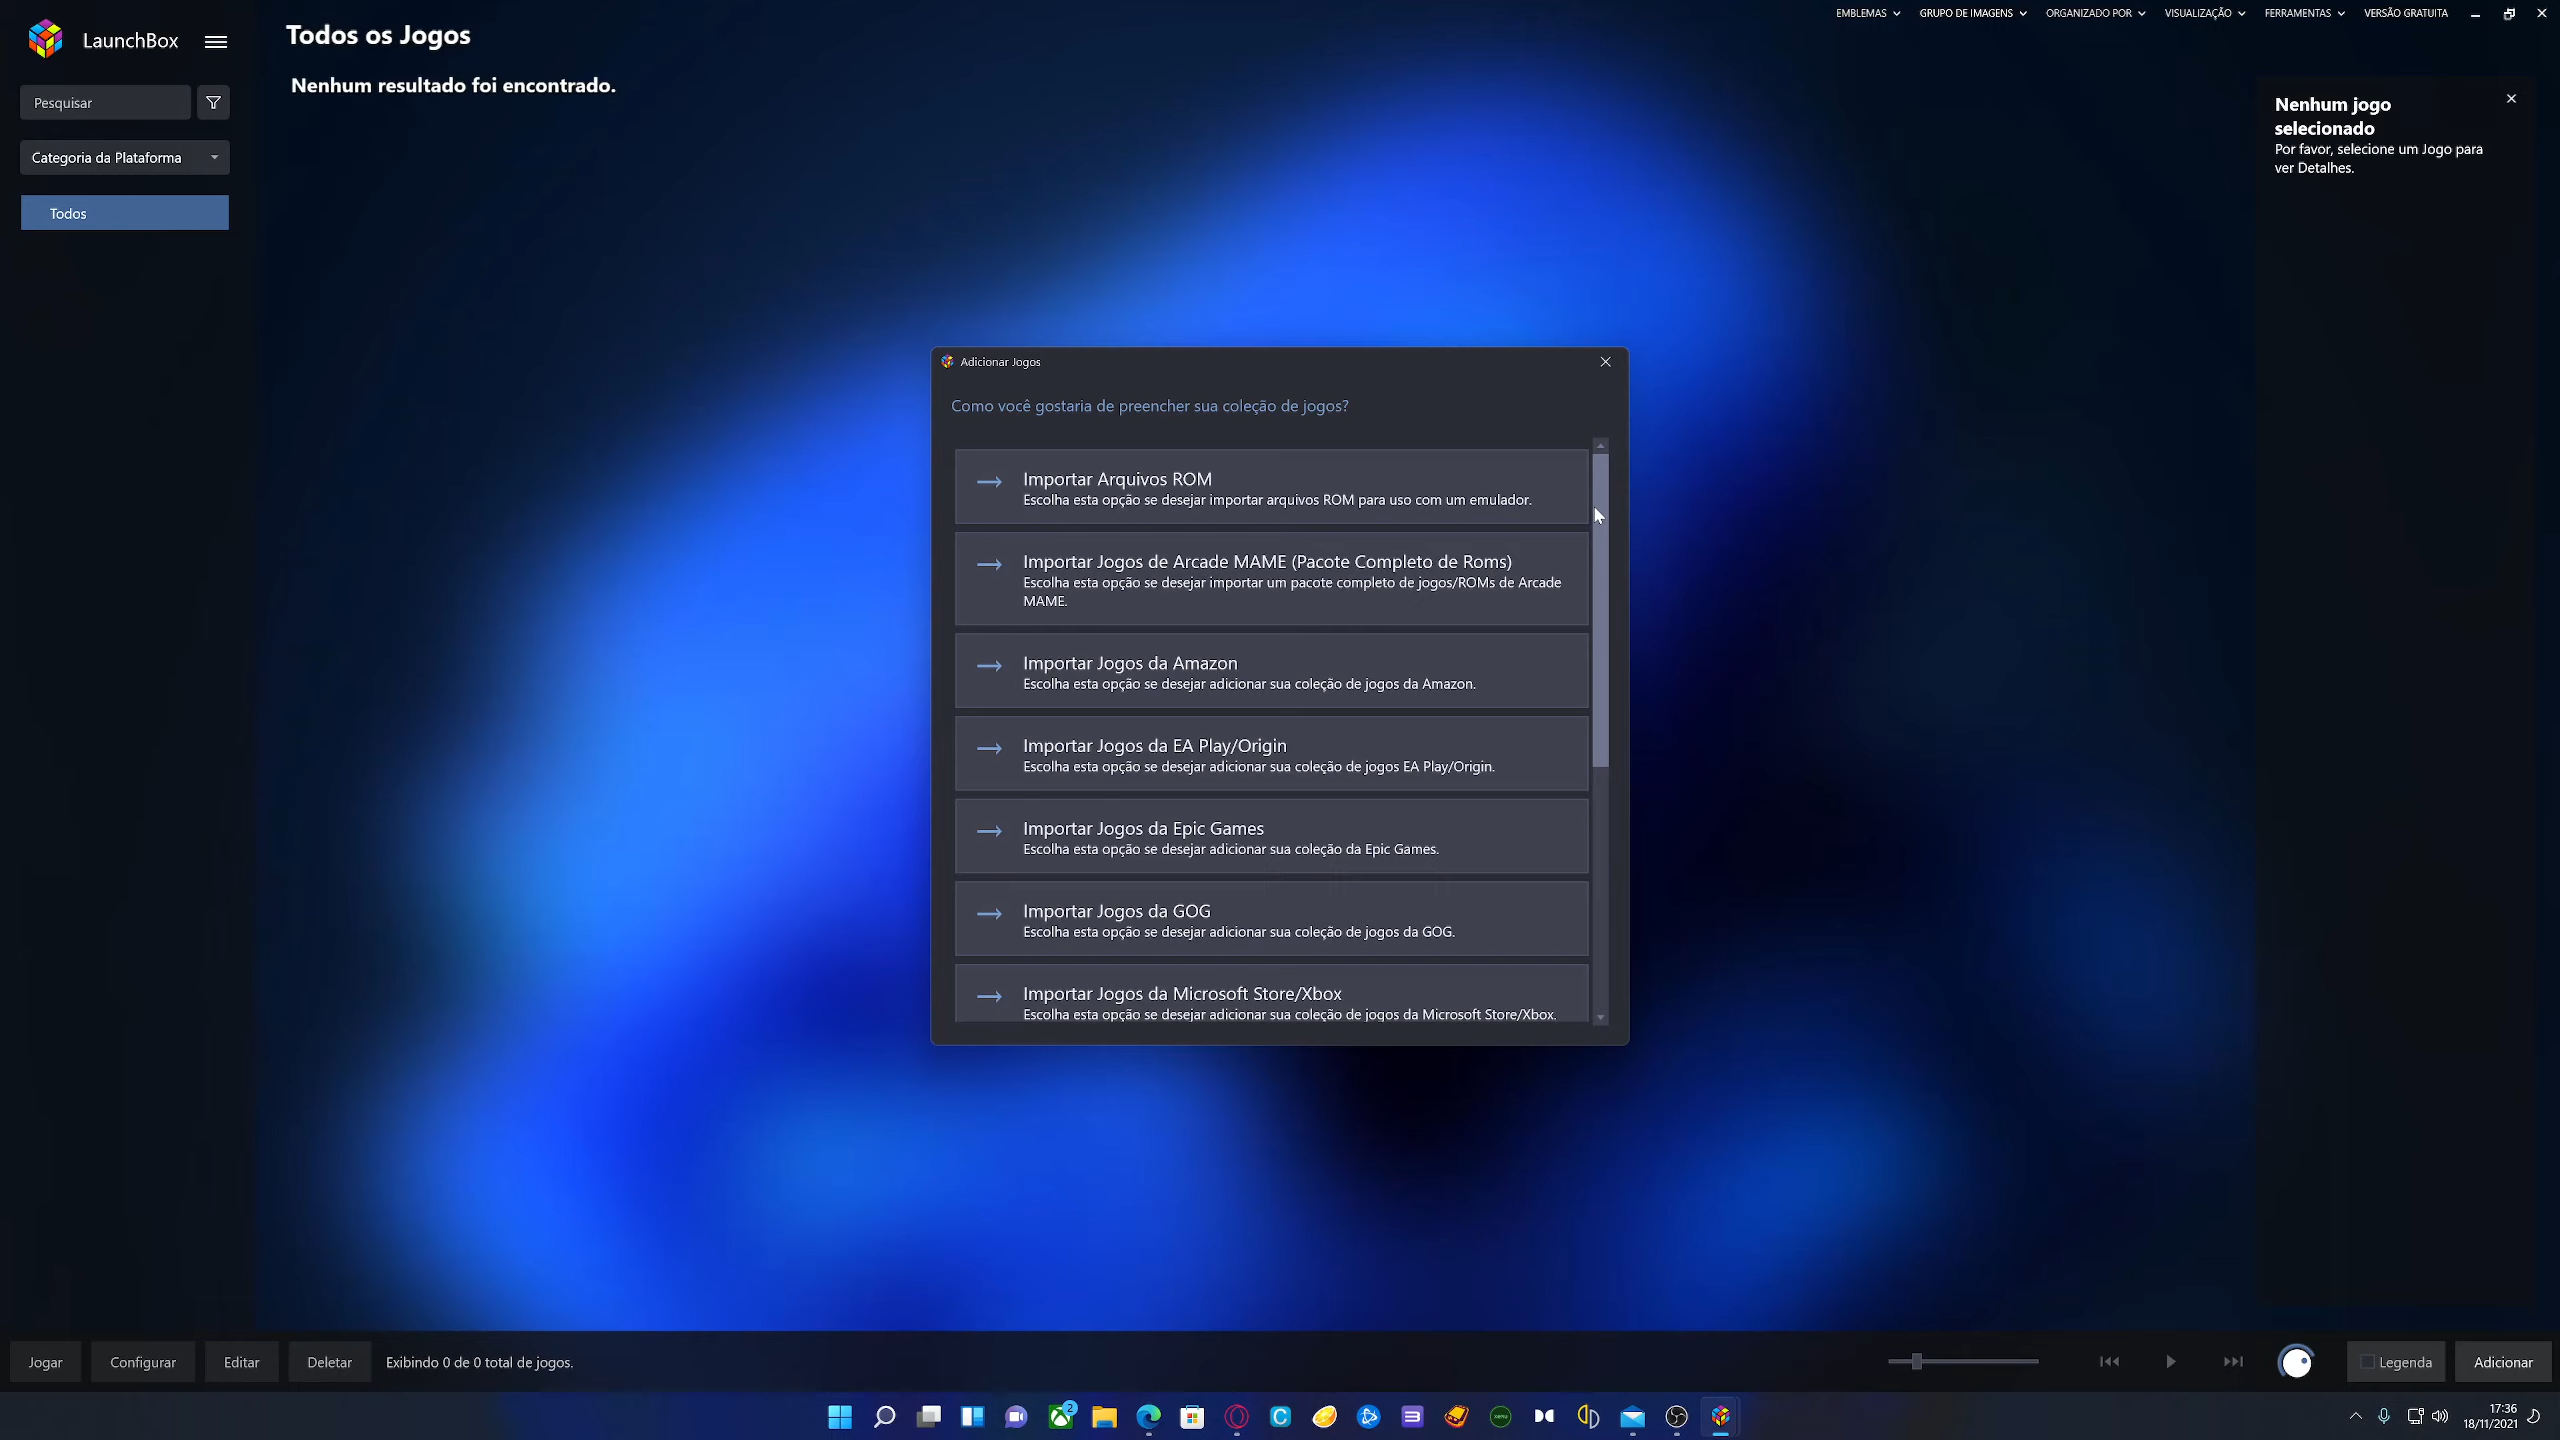 LaunchBox
Todos os Jogos
EMBLEMAS
GRUPO DE IMAGENS
ORGANIZADO POR
VISUALIZAÇÃO
FERRAMENTAS
VERSÃO GRATUITA
Nenhum resultado foi encontrado.
Pesquisar
Categoria da Plataforma
Todos
Nenhum jogo
selecionado
Por favor, selecione um Jogo para
ver Detalhes.
Adicionar Jogos
Como você gostaria de preencher sua coleção de jogos?
Importar Arquivos ROM
Escolha esta opção se desejar importar arquivos ROM para uso com um emulador.
Importar Jogos de Arcade MAME (Pacote Completo de Roms)
Escolha esta opção se desejar importar um pacote completo de jogos/ROMs de Arcade
MAME.
Importar Jogos da Amazon
Escolha esta opção se desejar adicionar sua coleção de jogos da Amazon.
Importar Jogos da EA Play/Origin
Escolha esta opção se desejar adicionar sua coleção de jogos EA Play/Origin.
Importar Jogos da Epic Games
Escolha esta opção se desejar adicionar sua coleção da Epic Games.
Importar Jogos da GOG
Escolha esta opção se desejar adicionar sua coleção de jogos da GOG.
Importar Jogos da Microsoft Store/Xbox
Escolha esta opção se desejar adicionar sua coleção de jogos da Microsoft Store/Xbox.
Jogar
Configurar
Editar
Deletar
Exibindo 0 de 0 total de jogos.
Legenda
Adicionar
2
17:36
18/11/2021